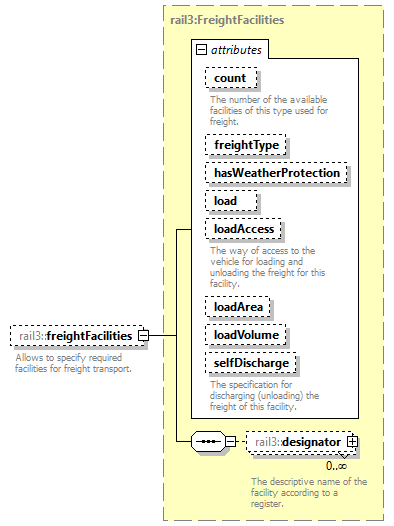 rail3:FreightFacilities
attributes
count
The number of the available
facilities of this type used for
freight.
freightType
hasWeatherProtection
load
loadAccess
The way of access to the
vehicle for loading and
unloading the freight for this
facility.
loadArea
loadVolume
selfDischarge
The specification for
discharging (unloading) the
freight of this facility.
rail3::freightFacilities
Allows to specify required
facilities for freight transport.
rail3::designator
0..∞
The descriptive name of the
facility according to a
register.